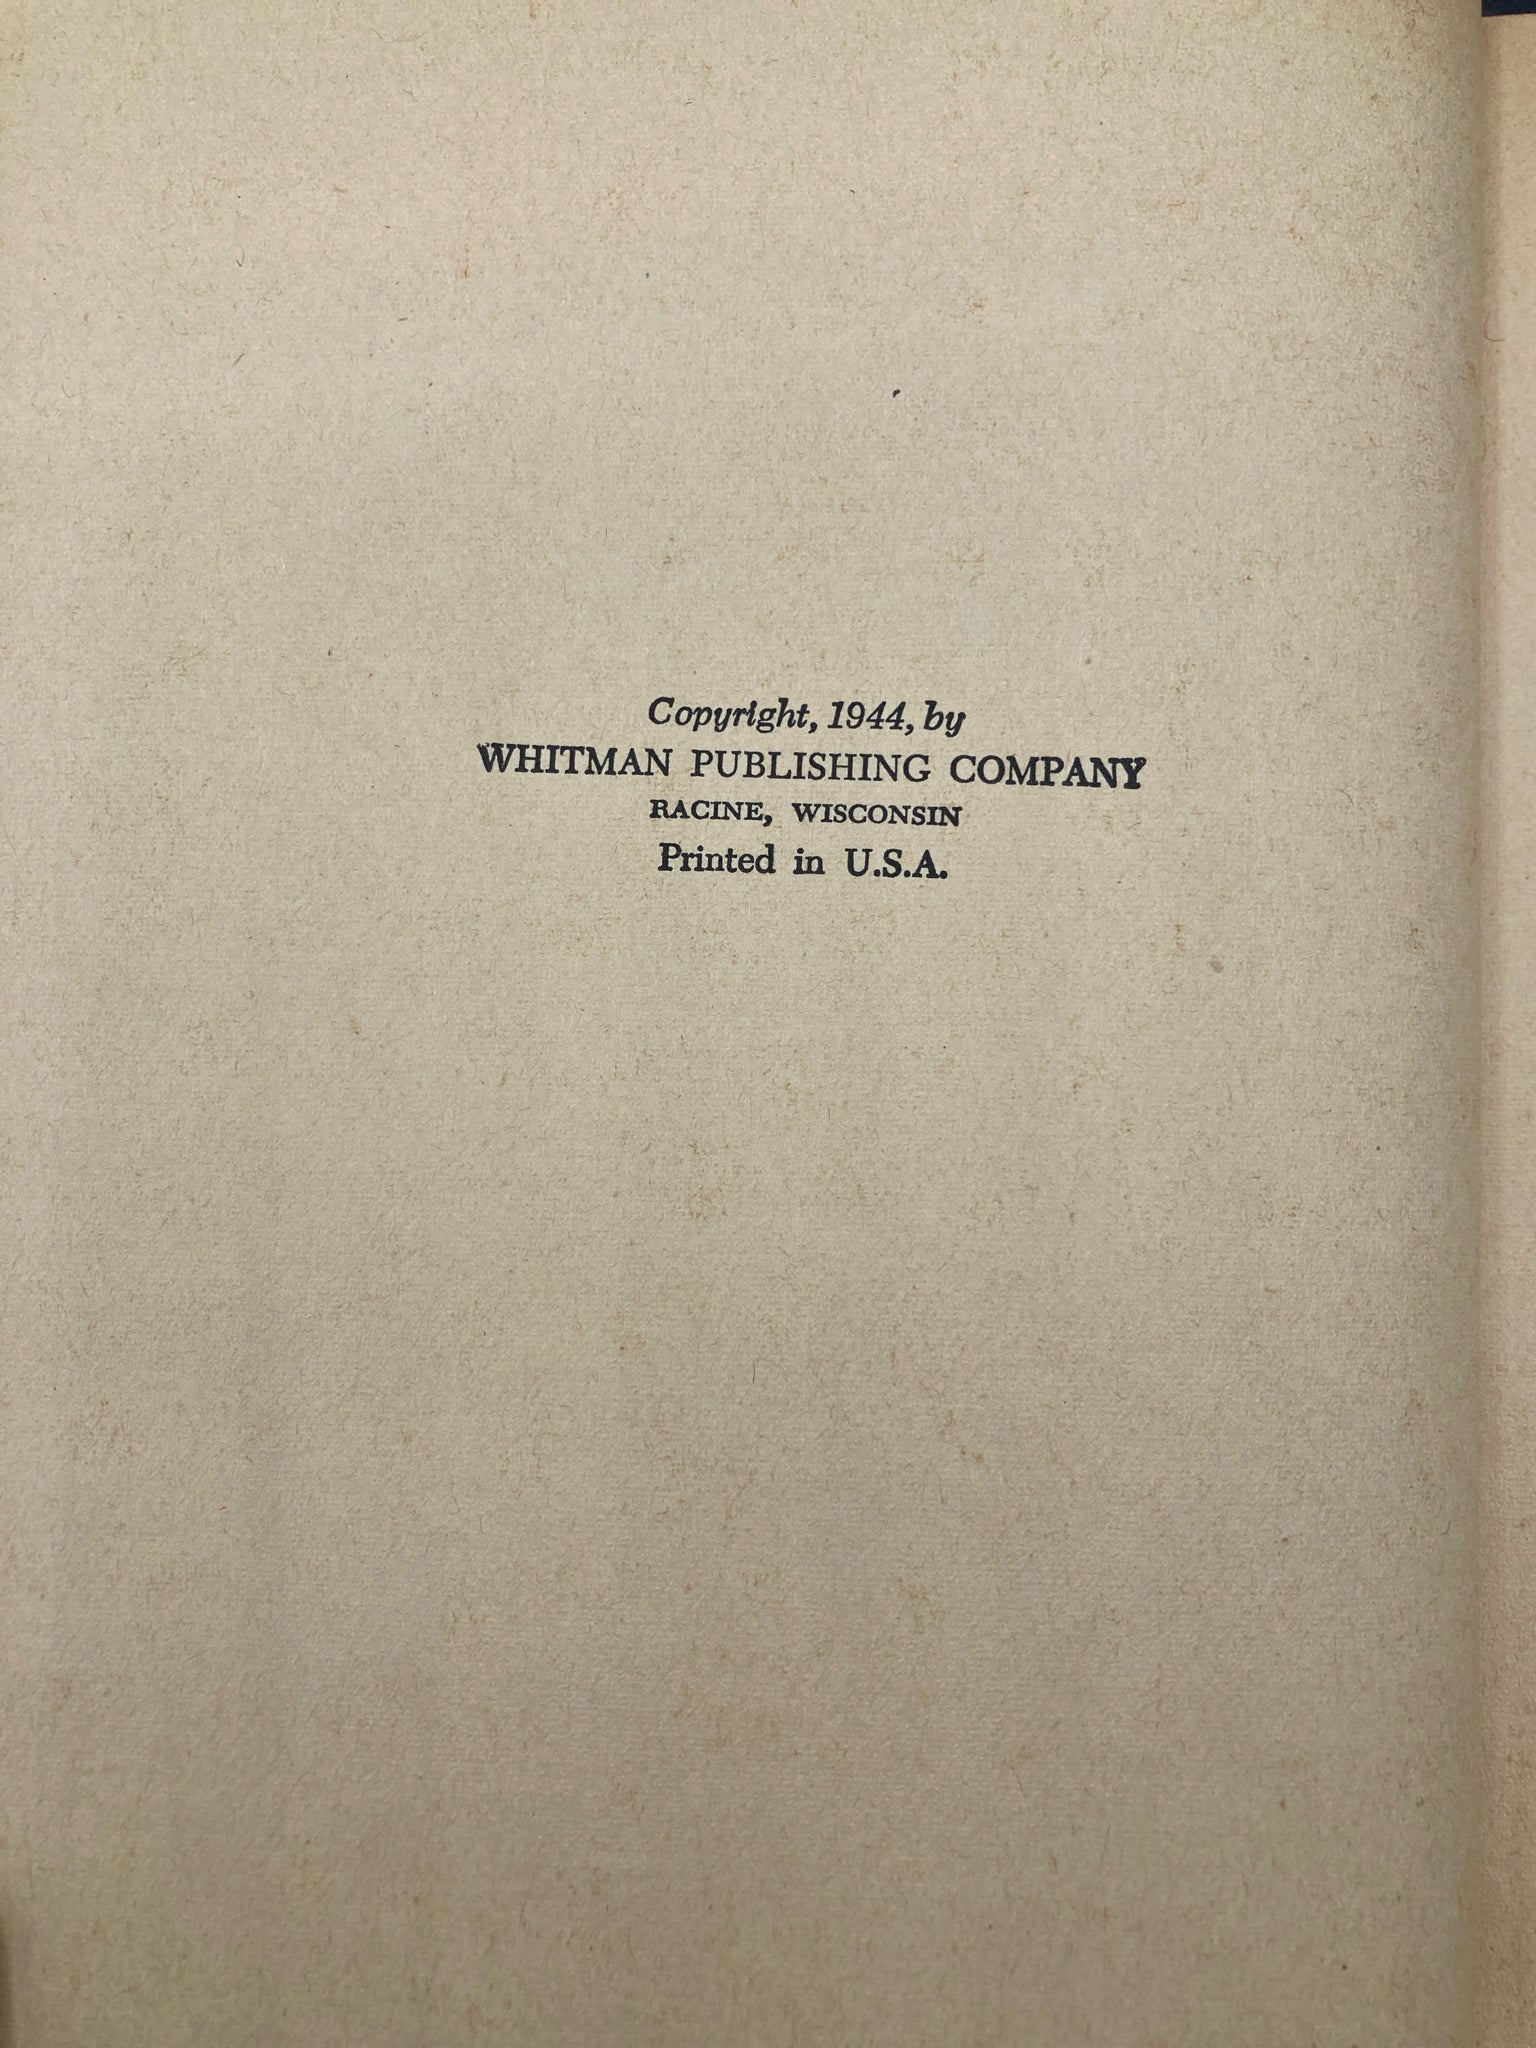 Copyright, 1944, by
WHITMAN PUBLISHING COMPANY
RACINE, WISCONSIN
Printed in U.S.A.